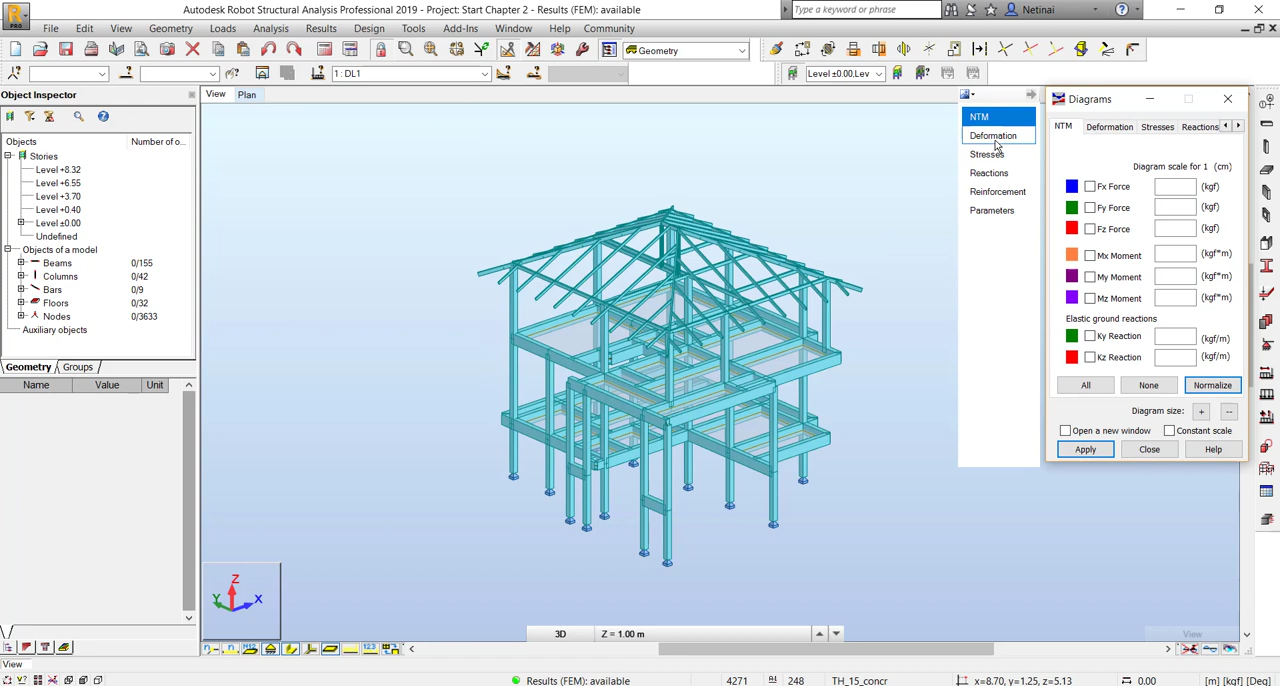 Autodesk Robot Structural Analysis Professional 2019 - Project: Start Chapter 2 - Results (FEM): available
Type a keyword or phrase
Netinai
PRO
File Edit View Geometry Loads Analysis Results Design Tools Add-Ins Window Help Community
Geometry
1: DL1
Level ±0.00.Lev
Object Inspector
View Plan
Objects Number of o...
Stories
Level +8.32
Level +6.55
Level +3.70
Level +0.40
Level ±0.00
Undefined
Objects of a model
Beams 0/155
Columns 0/42
Bars 0/9
Floors 0/32
Nodes 0/3633
Auxiliary objects
Geometry Groups
Name Value Unit
NTM
Deformation
Stresses
Reactions
Reinforcement
Parameters
Diagrams
NTM Deformation Stresses Reactions
Diagram scale for 1 (cm)
Fx Force (kgf)
Fy Force (kgf)
Fz Force (kgf)
Mx Moment (kgf*m)
My Moment (kgf*m)
Mz Moment (kgf*m)
Elastic ground reactions
Ky Reaction (kgf/m)
Kz Reaction (kgf/m)
All None Normalize
Diagram size: + --
Open a new window Constant scale
Apply Close Help
Z
Y X
3D Z = 1.00 m
View
View
Results (FEM): available 4271 248 TH_15_concr x=8.70, y=1.25, z=5.13 0.00 [m] [kgf] [Deg]